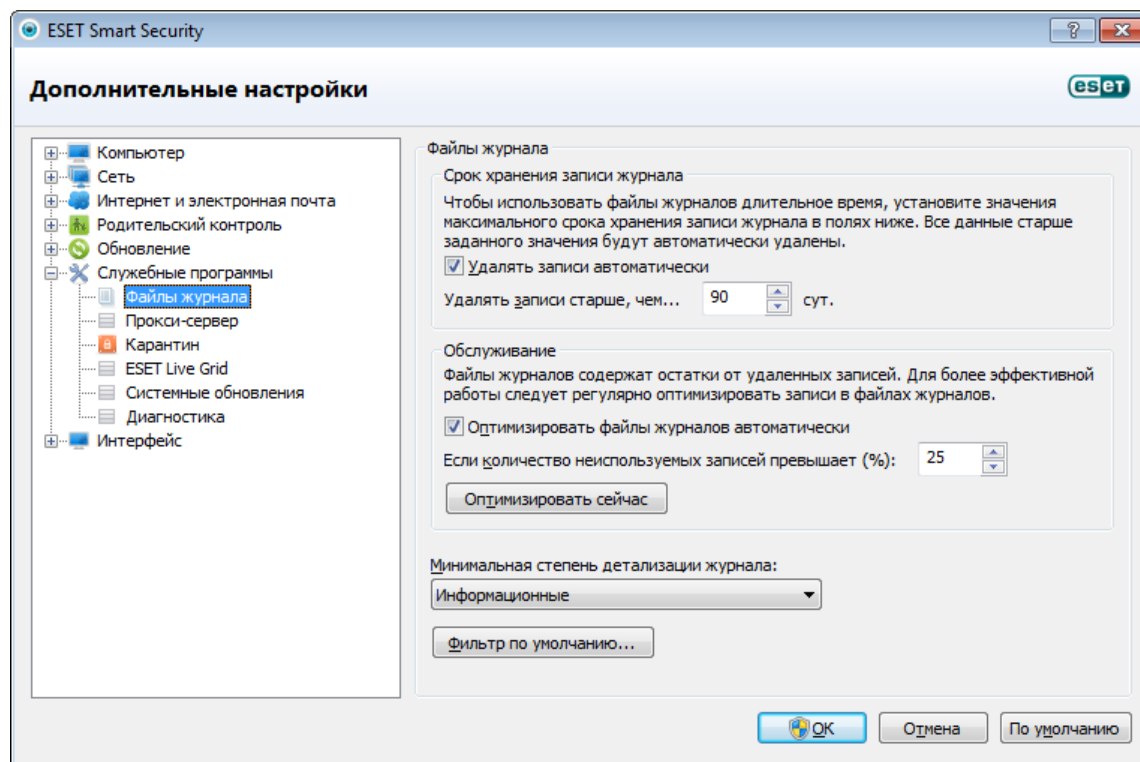 ESET Smart Security
Дополнительные настройки
eseT
Компьютер
Сеть
Интернет и электронная почта
Родительский контроль
Обновление
Служебные программы
Файлы журнала
Прокси-сервер
Карантин
ESET Live Grid
Системные обновления
Диагностика
Интерфейс
Файлы журнала
Срок хранения записи журнала
Чтобы использовать файлы журналов длительное время, установите значения
максимального срока хранения записи журнала в полях ниже. Все данные старше
заданного значения будут автоматически удалены.
Удалять записи автоматически
Удалять записи старше, чем... 90 сут.
Обслуживание
Файлы журналов содержат остатки от удаленных записей. Для более эффективной
работы следует регулярно оптимизировать записи в файлах журналов.
Оптимизировать файлы журналов автоматически
Если количество неиспользуемых записей превышает (%): 25
Оптимизировать сейчас
Минимальная степень детализации журнала:
Информационные
Фильтр по умолчанию...
OK Отмена По умолчанию